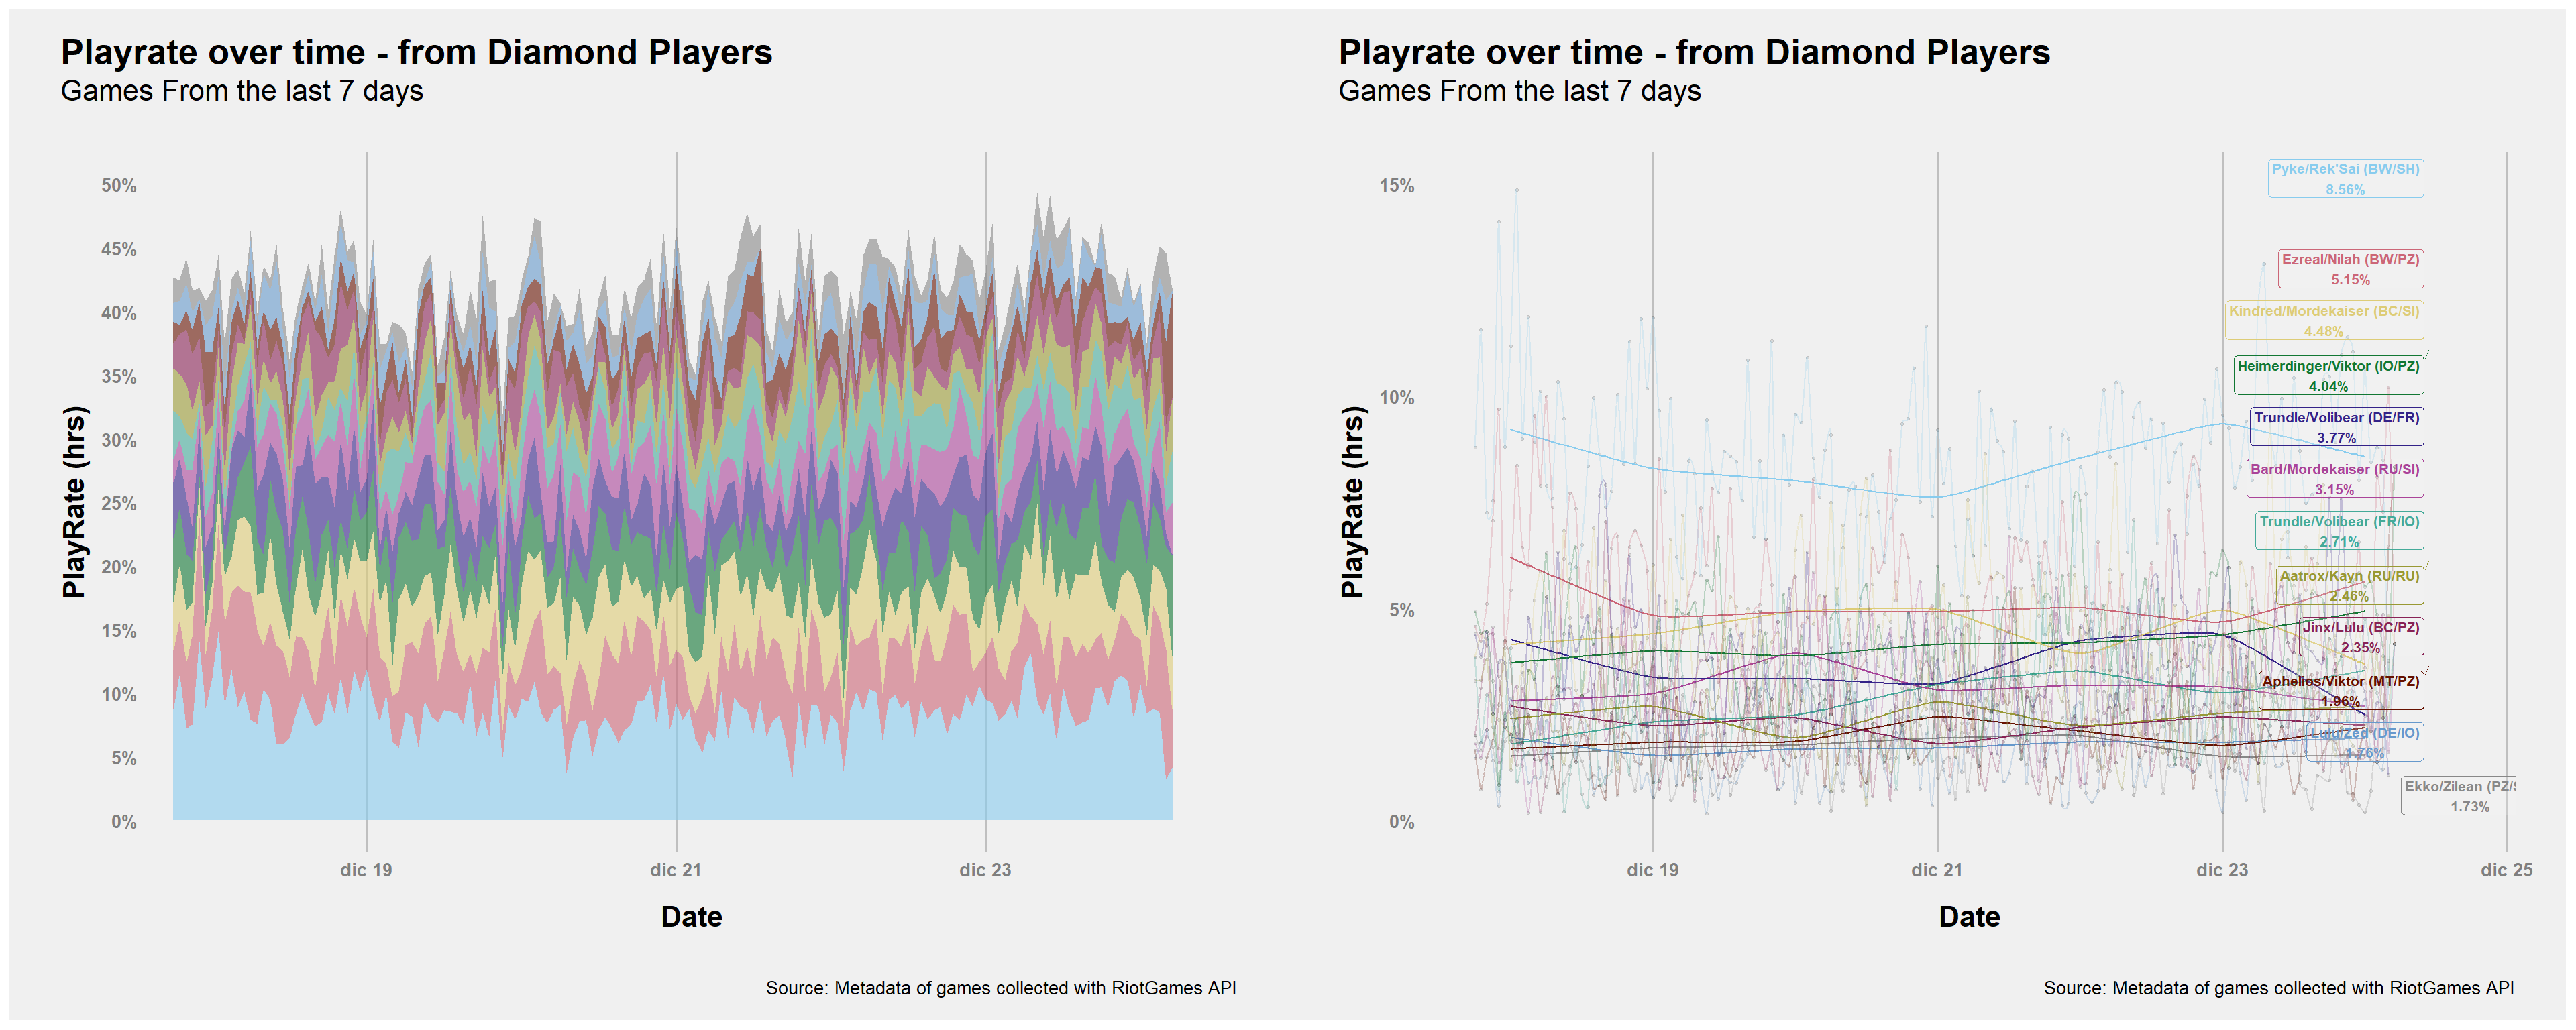 Playrate over time - from Diamond Players
Games From the last 7 days
50%
45%
40%
35%
30%
25%
20%
15%
10%
5%
0%
PlayRate (hrs)
dic 19
dic 21
dic 23
Date
Source: Metadata of games collected with RiotGames API
Playrate over time - from Diamond Players
Games From the last 7 days
15%
10%
5%
0%
PlayRate (hrs)
Pyke/Rek'Sai (BW/SH)
8.56%
Ezreal/Nilah (BW/PZ)
5.15%
Kindred/Mordekaiser (BC/SI)
4.48%
Heimerdinger/Viktor (IO/PZ)
4.04%
Trundle/Volibear (DE/FR)
3.77%
Bard/Mordekaiser (RU/SI)
3.15%
Trundle/Volibear (FR/IO)
2.71%
Aatrox/Kayn (RU/RU)
2.46%
Jinx/Lulu (BC/PZ)
2.35%
Aphelios/Viktor (MT/PZ)
1.96%
Lulu/Zed (DE/IO)
1.76%
Ekko/Zilean (PZ/
1.73%
dic 19
dic 21
dic 23
dic 25
Date
Source: Metadata of games collected with RiotGames API